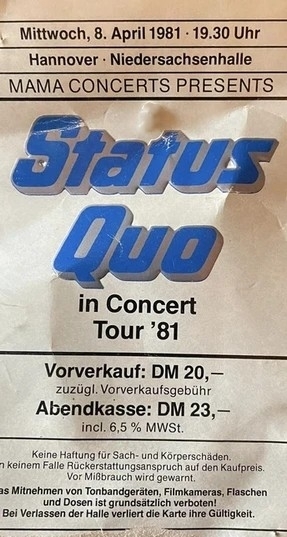 Mittwoch, 8. April 1981 · 19.30 Uhr
Hannover · Niedersachsenhalle
MAMA CONCERTS PRESENTS
Status
Quo
in Concert
Tour '81
Vorverkauf: DM 20,—
zuzügl. Vorverkaufsgebühr
Abendkasse: DM 23,—
incl. 6,5 % MWSt.
Keine Haftung für Sach- und Körperschäden.
n keinem Falle Rückerstattungsanspruch auf den Kaufpreis.
Vor Mißbrauch wird gewarnt.
as Mitnehmen von Tonbandgeräten, Filmkameras, Flaschen
und Dosen ist grundsätzlich verboten!
Bei Verlassen der Halle verliert die Karte ihre Gültigkeit.